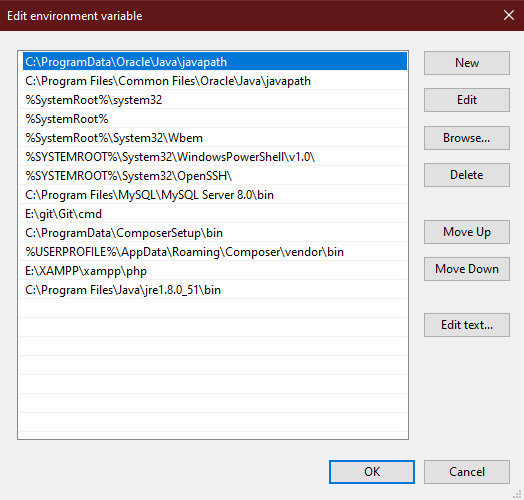 Edit environment variable
C:\ProgramData\Oracle\Java\javapath
C:\Program Files\Common Files\Oracle\Java\javapath
%SystemRoot%\system32
%SystemRoot%
%SystemRoot%\System32\Wbem
%SYSTEMROOT%\System32\WindowsPowerShell\v1.0\
%SYSTEMROOT%\System32\OpenSSH\
C:\Program Files\MySQL\MySQL Server 8.0\bin
E:\git\Git\cmd
C:\ProgramData\ComposerSetup\bin
%USERPROFILE%\AppData\Roaming\Composer\vendor\bin
E:\XAMPP\xampp\php
C:\Program Files\Java\jre1.8.0_51\bin
New
Edit
Browse...
Delete
Move Up
Move Down
Edit text...
OK
Cancel